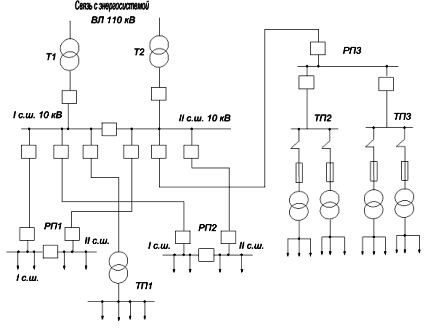 Связь с энергосистемой
ВЛ 110 кВ
Т1
Т2
РП3
I с.ш. 10 кВ
II с.ш. 10 кВ
ТП2
ТП3
РП1
II с.ш.
I с.ш.
РП2
I с.ш.
II с.ш.
ТП1